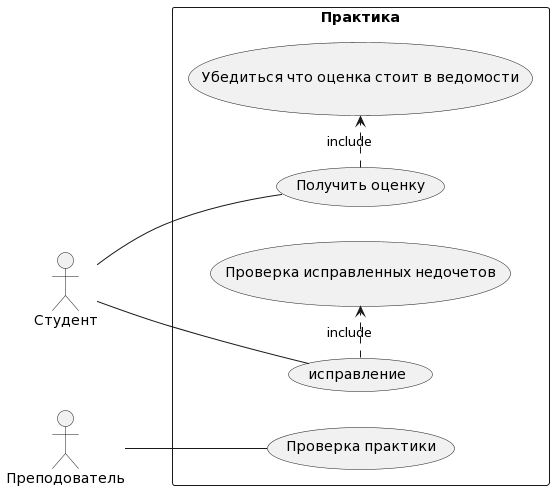 Практика
Убедиться что оценка стоит в ведомости
include
Получить оценку
Проверка исправленных недочетов
Студент
include
исправление
Проверка практики
Преподователь